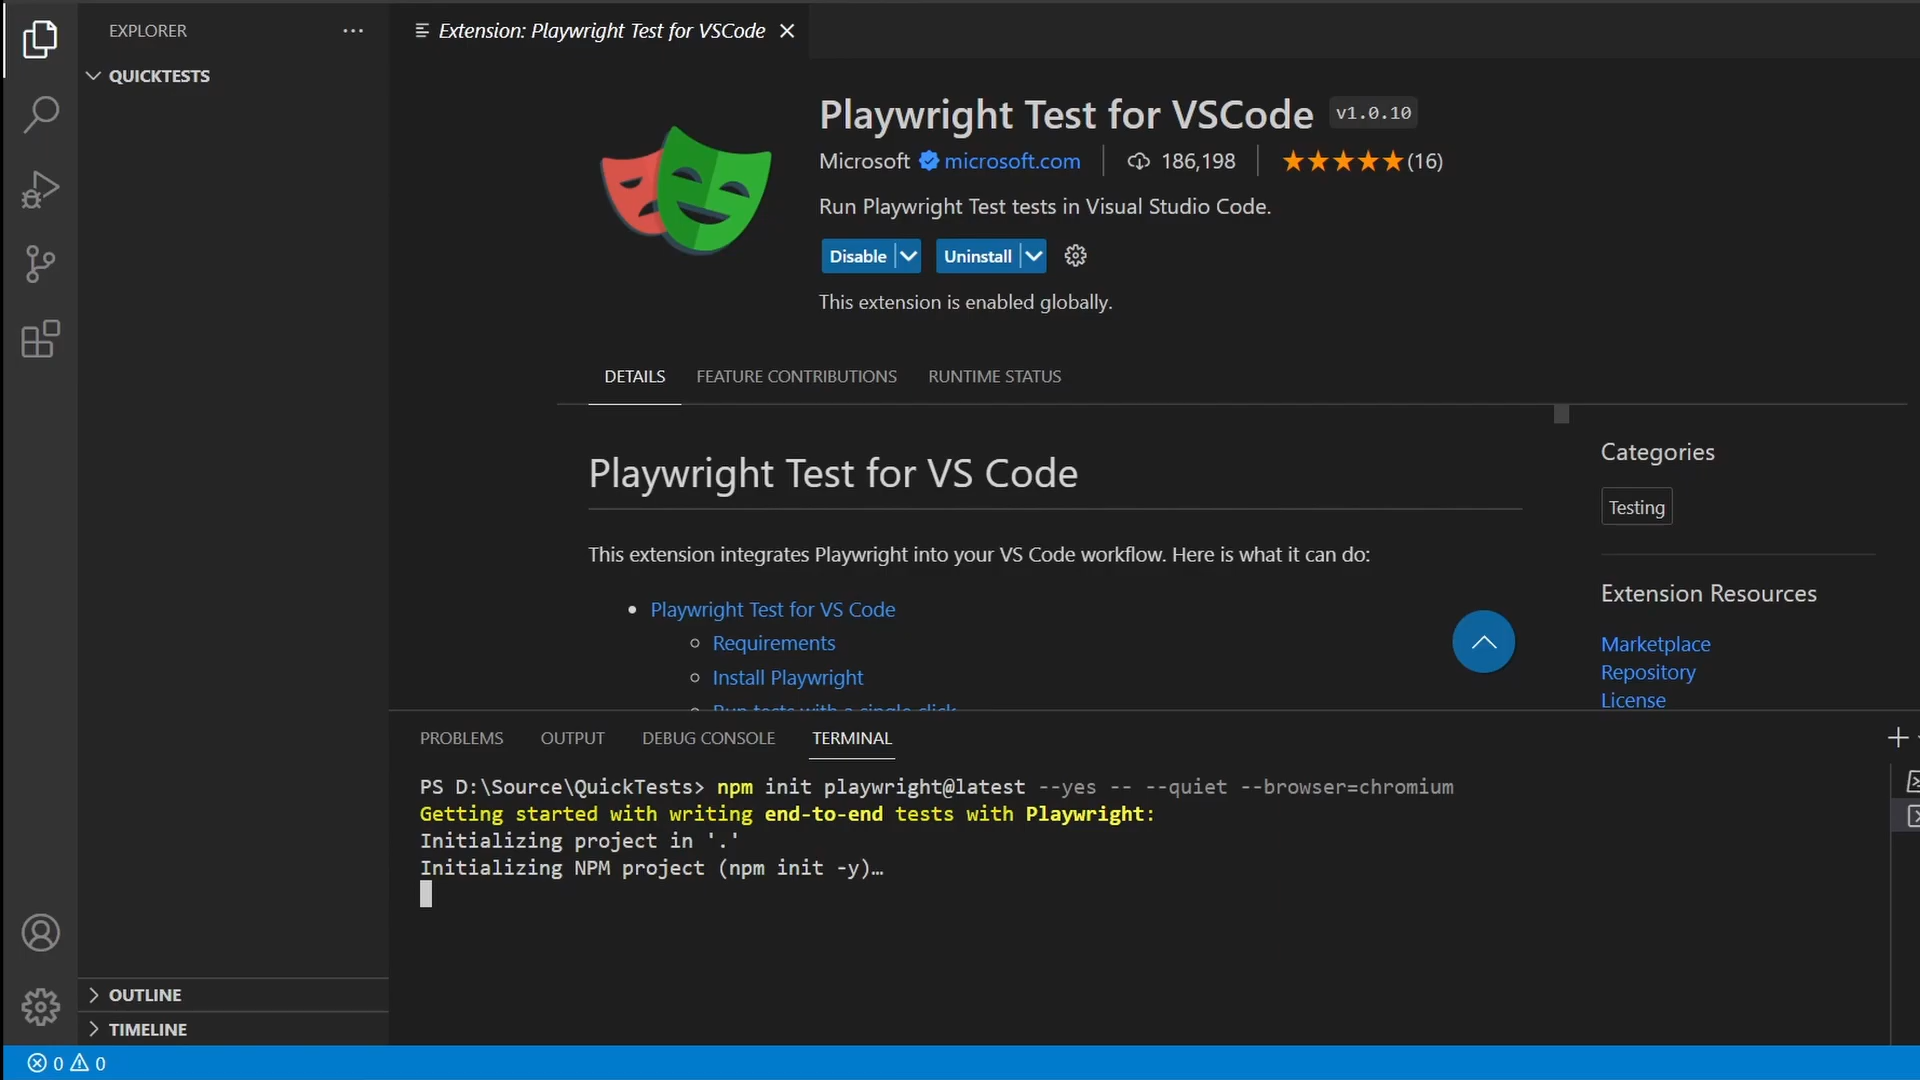 EXPLORER
QUICKTESTS
OUTLINE
TIMELINE
Extension: Playwright Test for VSCode
Playwright Test for VSCode v1.0.10
Microsoft microsoft.com 186,198 (16)
Run Playwright Test tests in Visual Studio Code.
Disable Uninstall
This extension is enabled globally.
DETAILS FEATURE CONTRIBUTIONS RUNTIME STATUS
Playwright Test for VS Code
This extension integrates Playwright into your VS Code workflow. Here is what it can do:
Playwright Test for VS Code
Requirements
Install Playwright
Run tests with a single click
Categories
Testing
Extension Resources
Marketplace
Repository
License
PROBLEMS OUTPUT DEBUG CONSOLE TERMINAL
PS D:\Source\QuickTests> npm init playwright@latest --yes -- --quiet --browser=chromium
Getting started with writing end-to-end tests with Playwright:
Initializing project in '.'
Initializing NPM project (npm init -y)…
0 0